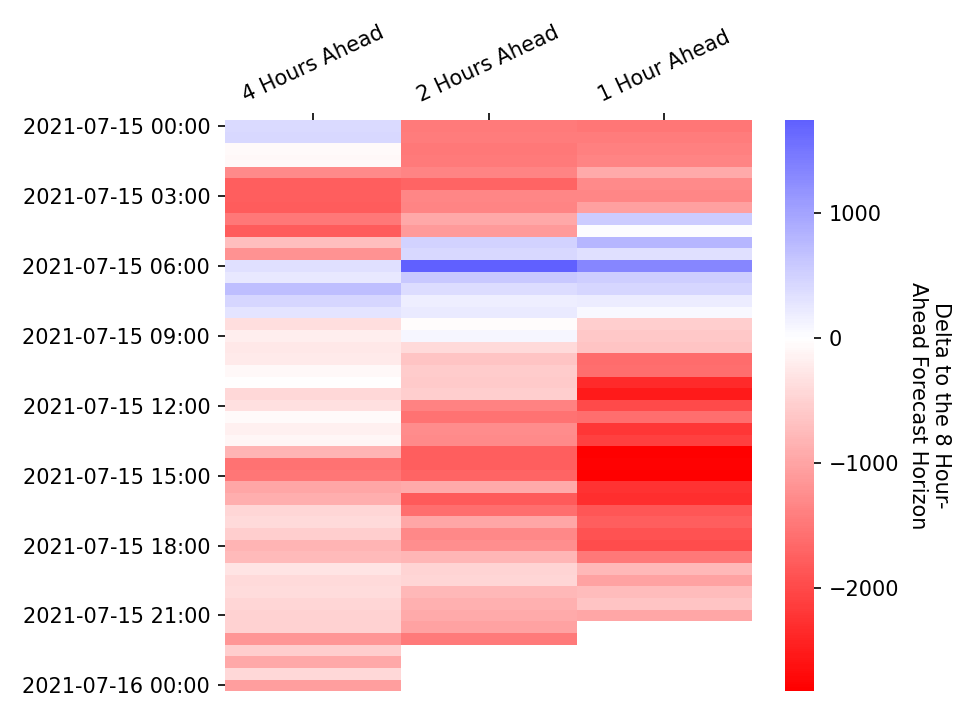 4 Hours Ahead
2 Hours Ahead
1 Hour Ahead
2021-07-15 00:00
2021-07-15 03:00
2021-07-15 06:00
2021-07-15 09:00
2021-07-15 12:00
2021-07-15 15:00
2021-07-15 18:00
2021-07-15 21:00
2021-07-16 00:00
1000
0
−1000
−2000
Delta to the 8 Hour-
Ahead Forecast Horizon